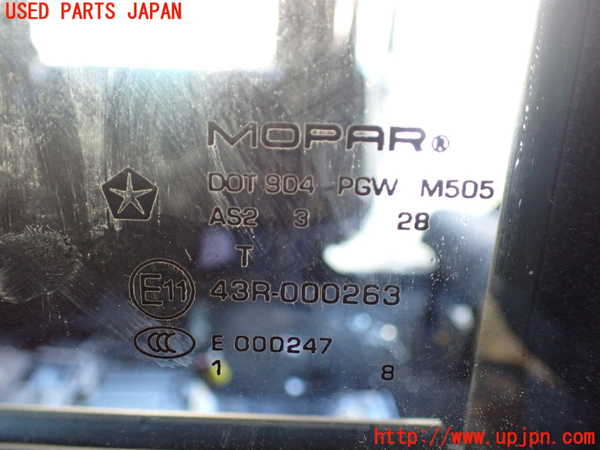 USED PARTS JAPAN
MOPAR®
DOT 904 PGW M505
AS2 3 28
T
E11 43R-000263
CCC E 000247
1 8
※http://www.upjpn.com/